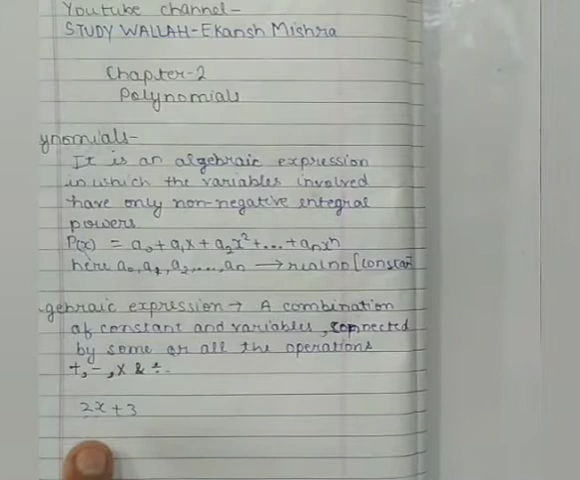 Youtube channel-
STUDY WALLAH-Ekansh Mishra
Chapter-2
Polynomials
ynomials-
It is an algebraic expression
in which the variables involved
have only non-negative integral
powers.
P(x) = a₀+a₁x+a₂x²+...+aₙxⁿ
here a₀,a₁,a₂,...,aₙ → real no [constan
gebraic expression → A combination
of constant and variables, connected
by some or all the operations
+,-,x & ÷.
2x+3